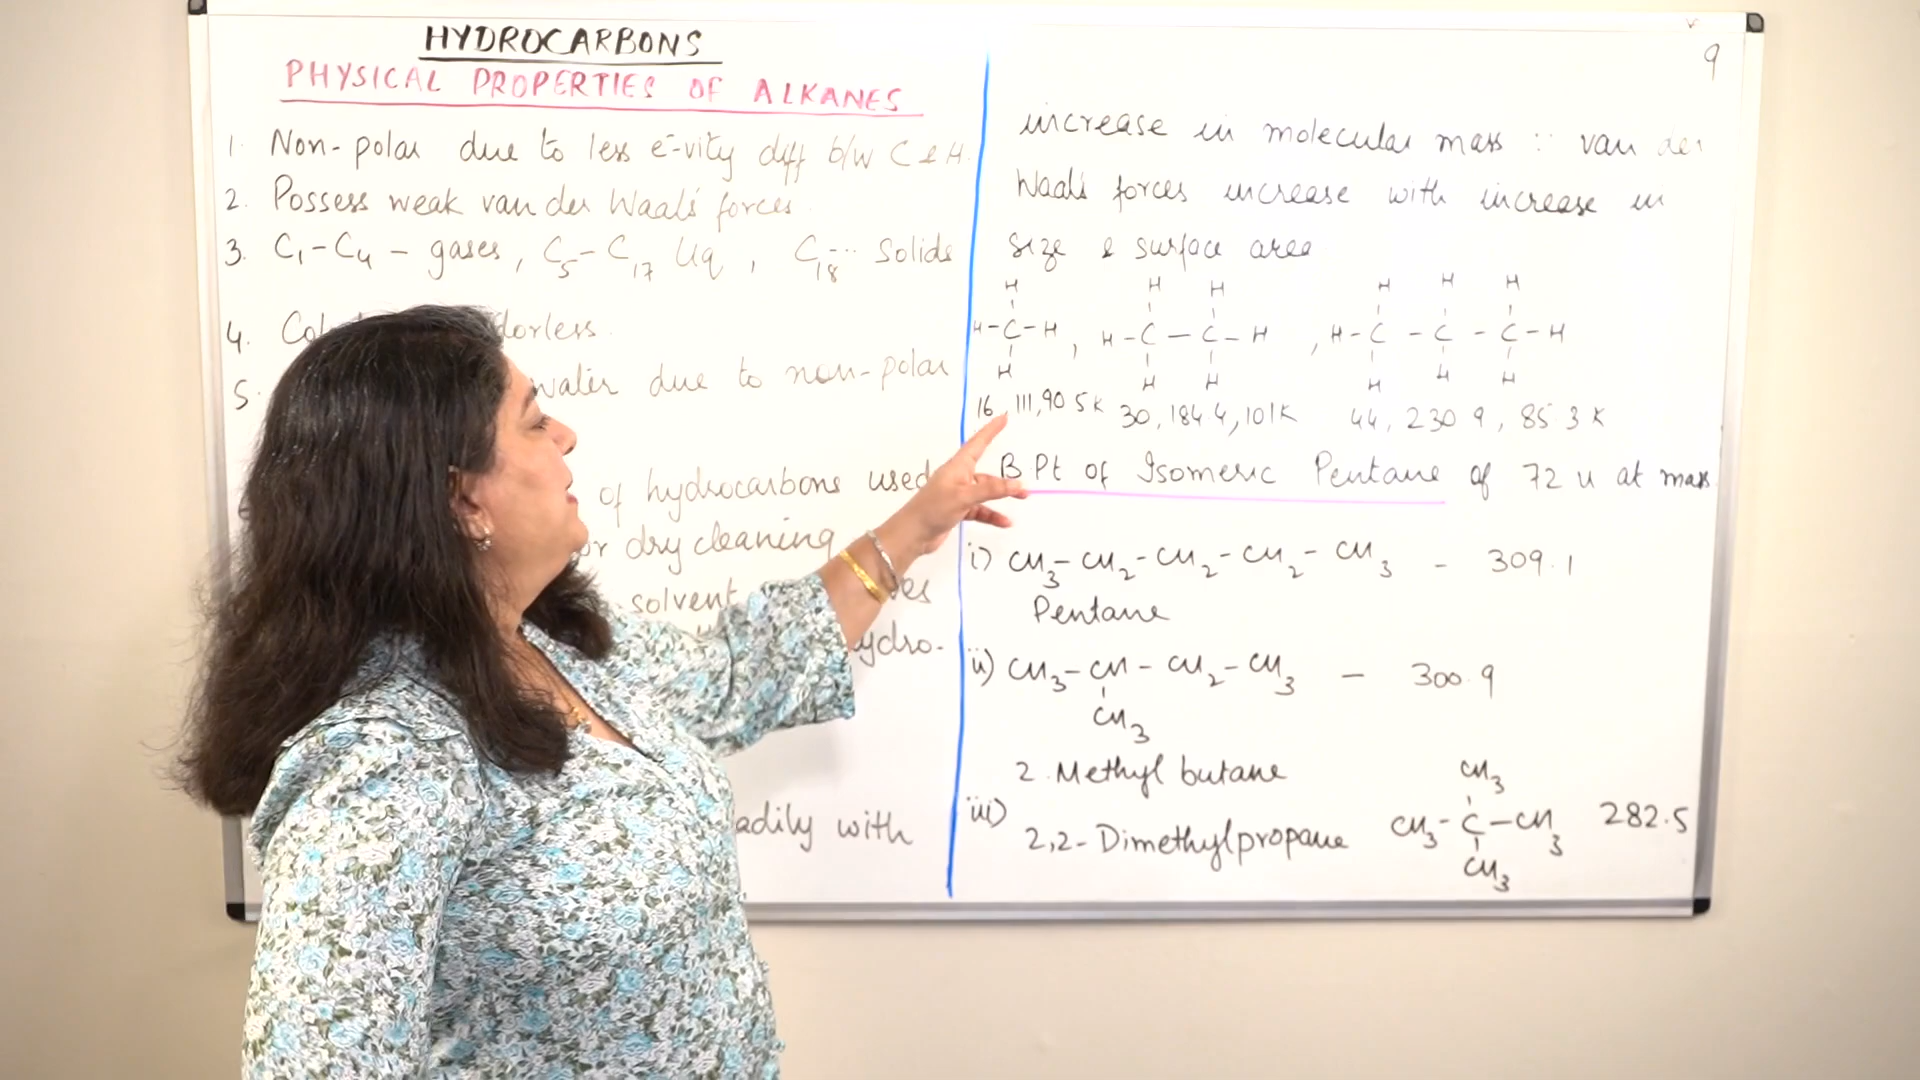 HYDROCARBONS
PHYSICAL PROPERTIES OF ALKANES
1. Non-polar due to less e-vity diff b/w C & H.
2. Possess weak van der Waal's forces.
3. C1-C4 - gases, C5-C17 liq, C18... solids
4. Col dorless.
5. water due to non-polar
of hydrocarbons used
or dry cleaning
solvent
ydro-
adily with
9
increase in molecular mass ∵ van der
Waal's forces increase with increase in
size & surface area
H H H H H H
H-C-H, H-C-C-H, H-C-C-C-H
H H H H H H
16, 111, 90.5K 30, 184.4, 101K 44, 230.9, 85.3K
B.Pt of Isomeric Pentane of 72 u at mass
i) CH3-CH2-CH2-CH2-CH3 - 309.1
Pentane
ii) CH3-CH-CH2-CH3 - 300.9
CH3
2. Methyl butane
CH3
iii) 2,2-Dimethylpropane CH3-C-CH3 282.5
CH3